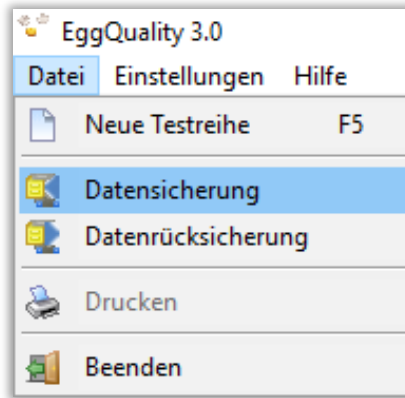 EggQuality 3.0
Datei Einstellungen Hilfe
Neue Testreihe F5
Datensicherung
Datenrücksicherung
Drucken
Beenden